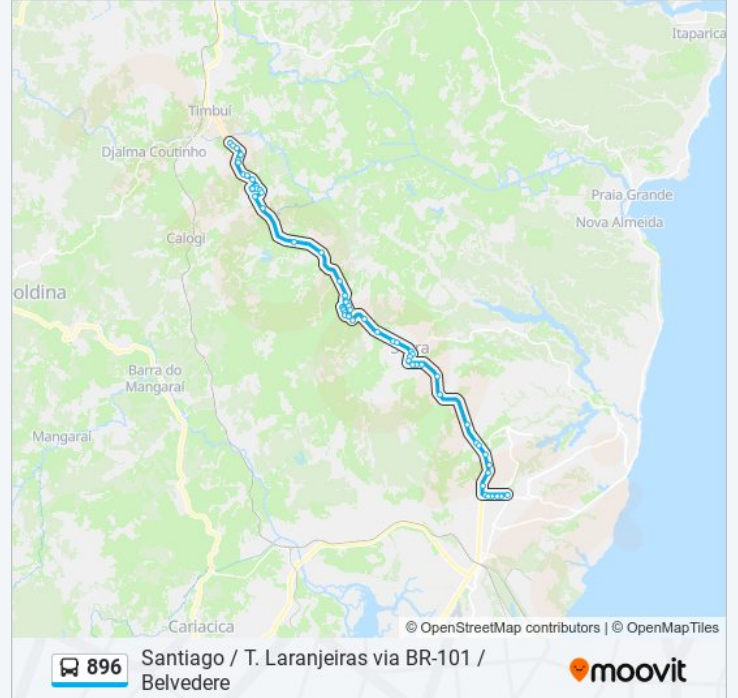 Itaparica
Timbuí
Djalma Coutinho
Praia Grande
Nova Almeida
Calogi
oldina
Barra do
Mangaraí
Mangaraí
Cariacica
© OpenStreetMap contributors | © OpenMapTiles
896
Santiago / T. Laranjeiras via BR-101 /
Belvedere
moovit